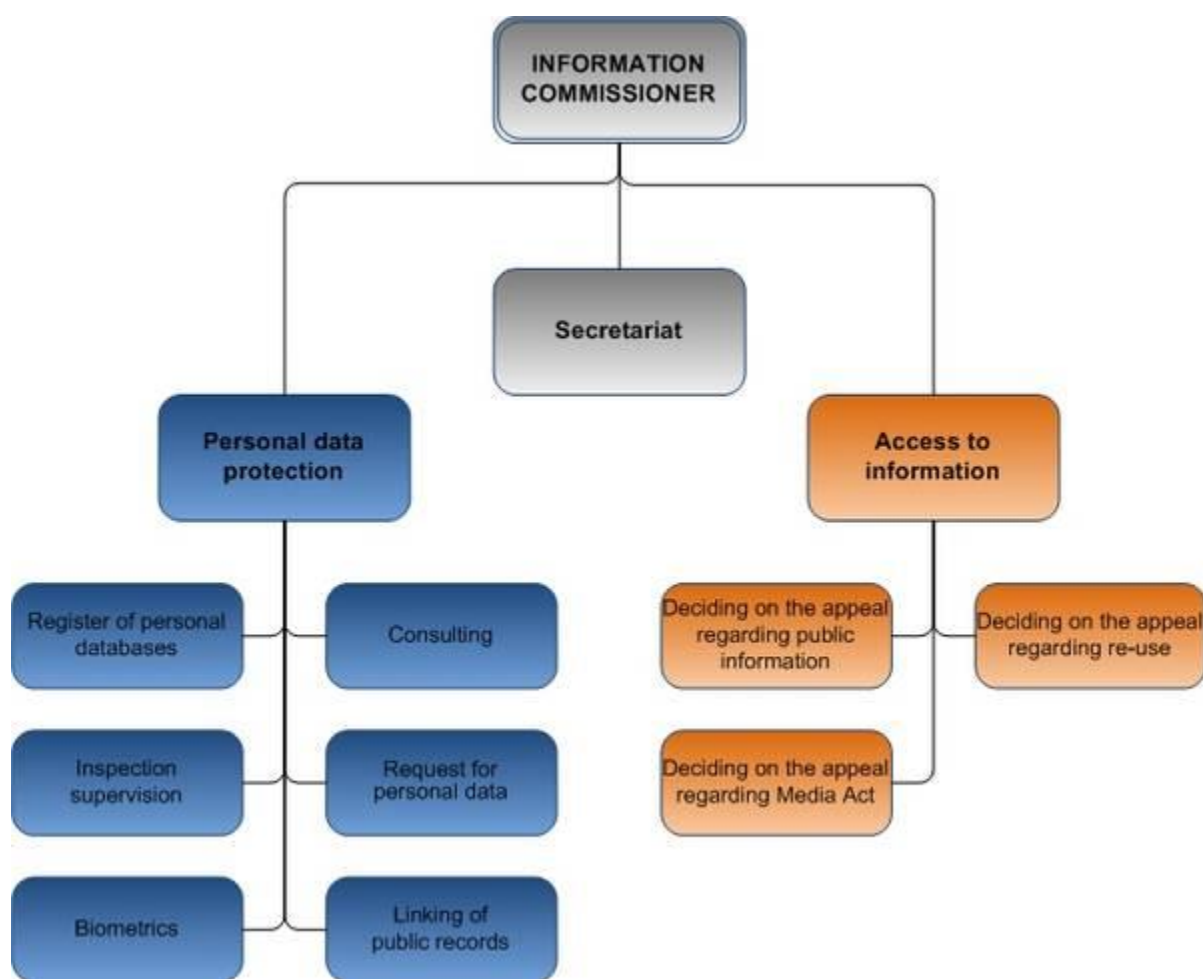 INFORMATION
COMMISSIONER
Secretariat
Personal data
protection
Access to
information
Register of personal
databases
Consulting
Deciding on the appeal
regarding public
information
Deciding on the appeal
regarding re-use
Inspection
supervision
Request for
personal data
Deciding on the appeal
regarding Media Act
Biometrics
Linking of
public records